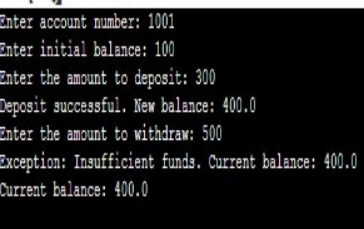 Enter account number: 1001
Enter initial balance: 100
Enter the amount to deposit: 300
Deposit successful. New balance: 400.0
Enter the amount to withdraw: 500
Exception: Insufficient funds. Current balance: 400.0
Current balance: 400.0